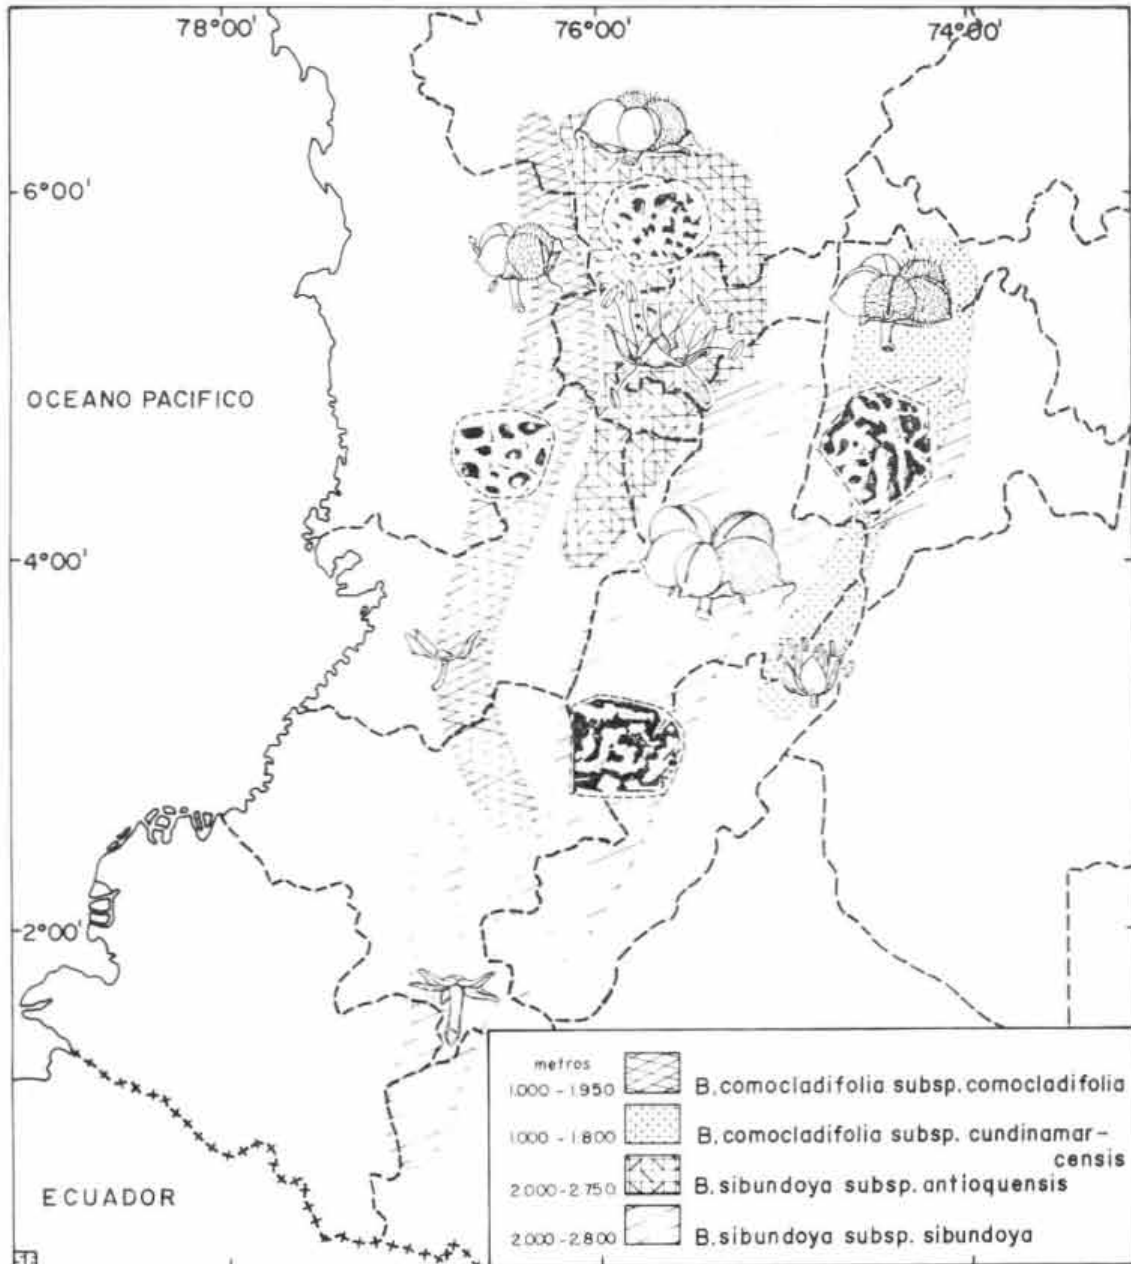 78°00' 76°00' 74°00'
6°00'
OCEANO PACIFICO
4°00'
2°00'
metros
1.000 - 1.950 B. comocladifolia subsp. comocladifolia
1.000 - 1.800 B. comocladifolia subsp. cundinamar-
censis
2.000 - 2.750 B. sibundoya subsp. antioquensis
2.000 - 2.800 B. sibundoya subsp. sibundoya
ECUADOR
13